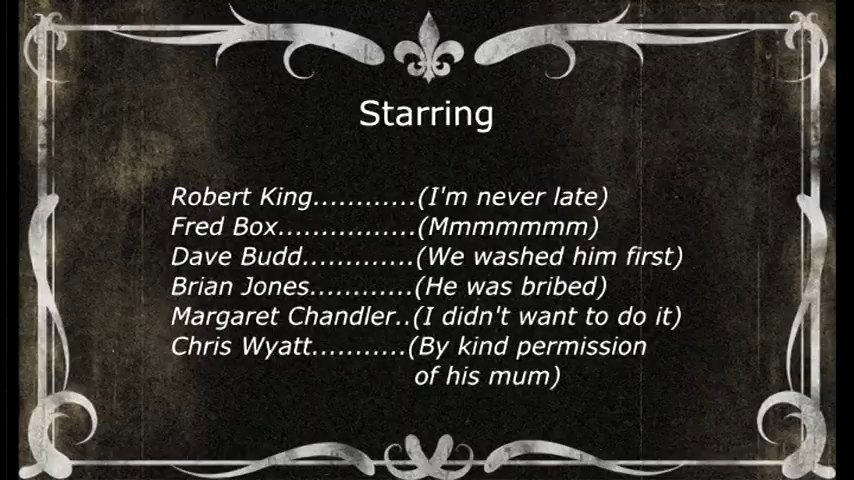 Starring
Robert King............(I'm never late)
Fred Box................(Mmmmmmm)
Dave Budd.............(We washed him first)
Brian Jones............(He was bribed)
Margaret Chandler..(I didn't want to do it)
Chris Wyatt...........(By kind permission
of his mum)